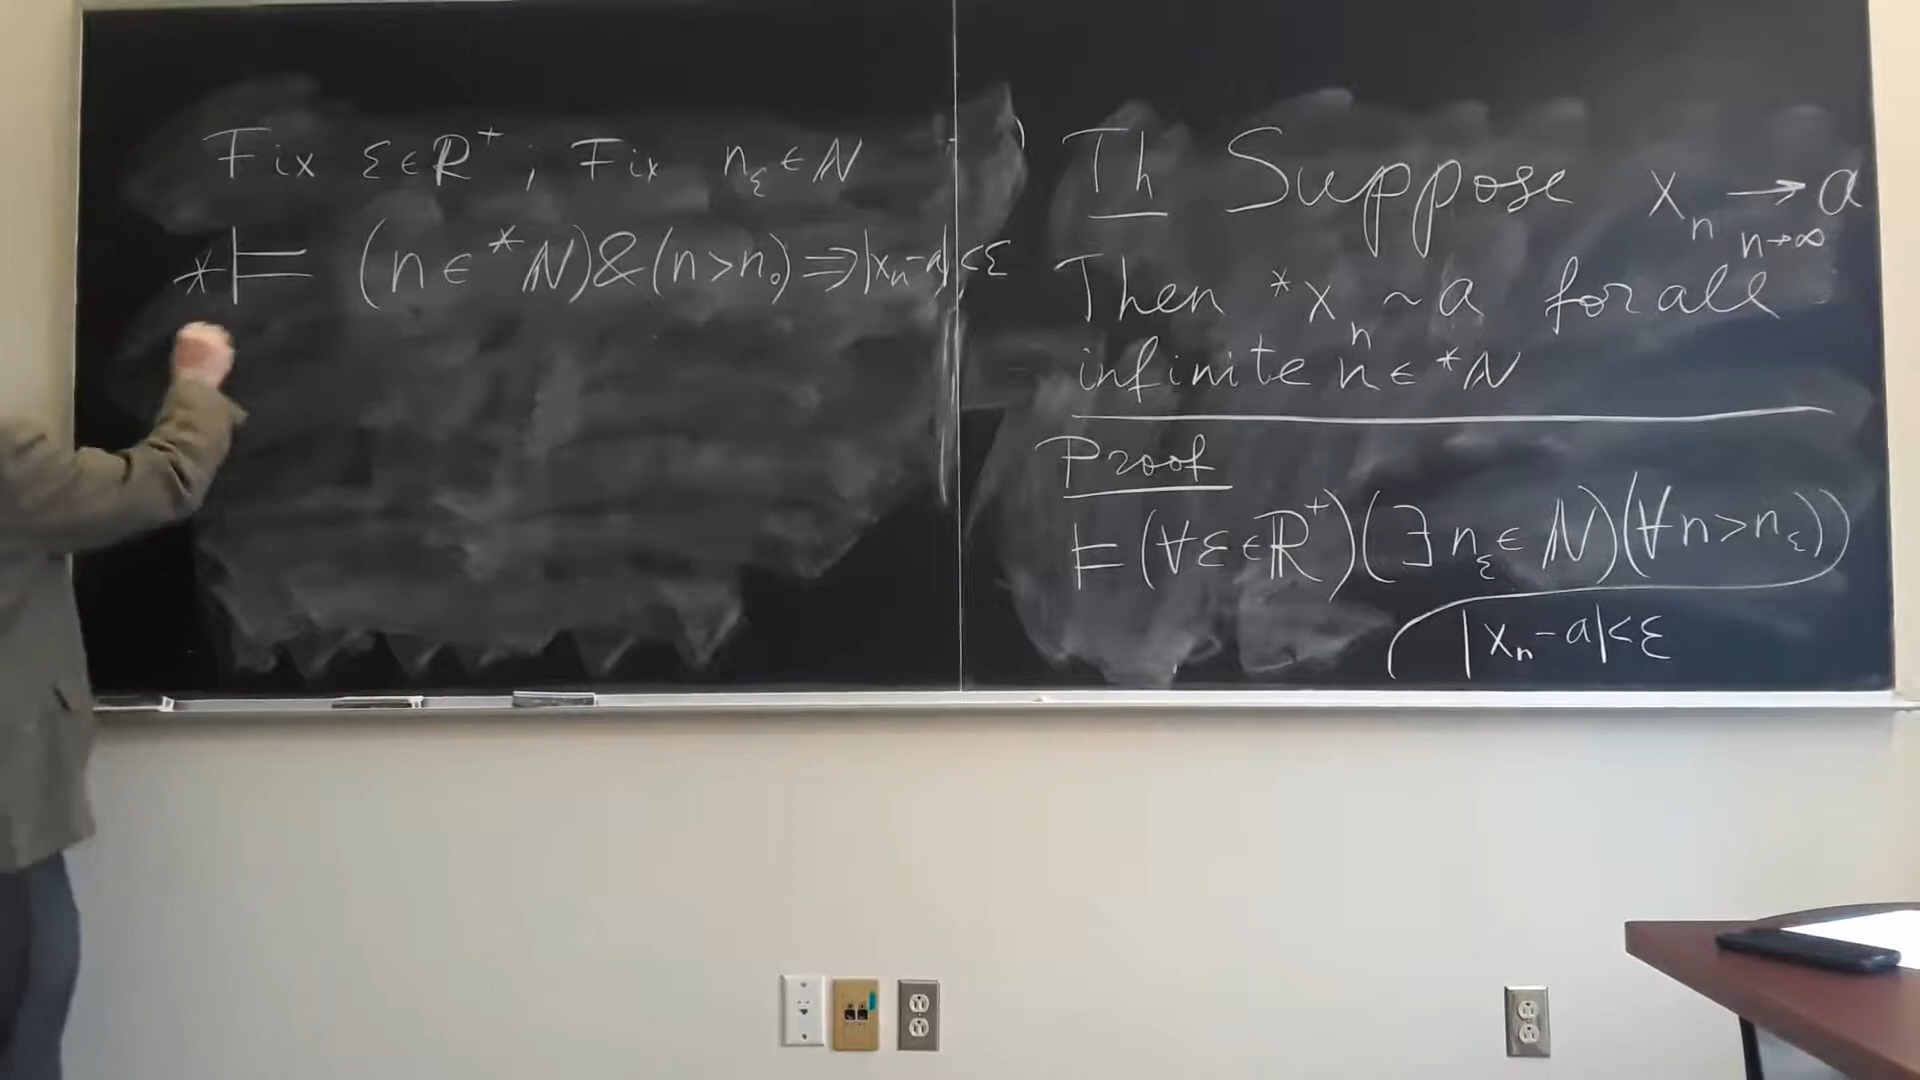 Fix ε∈ℝ⁺ ; Fix n_ε∈ℕ
*⊨ (n∈*ℕ)&(n>n₀)⇒|xₙ-a|<ε
Th Suppose xₙ → a
n→∞
Then *xₙ ~ a for all
infinite n∈*ℕ
Proof
⊨(∀ε∈ℝ⁺)(∃n_ε∈ℕ)(∀n>n_ε))
(|xₙ-a|<ε